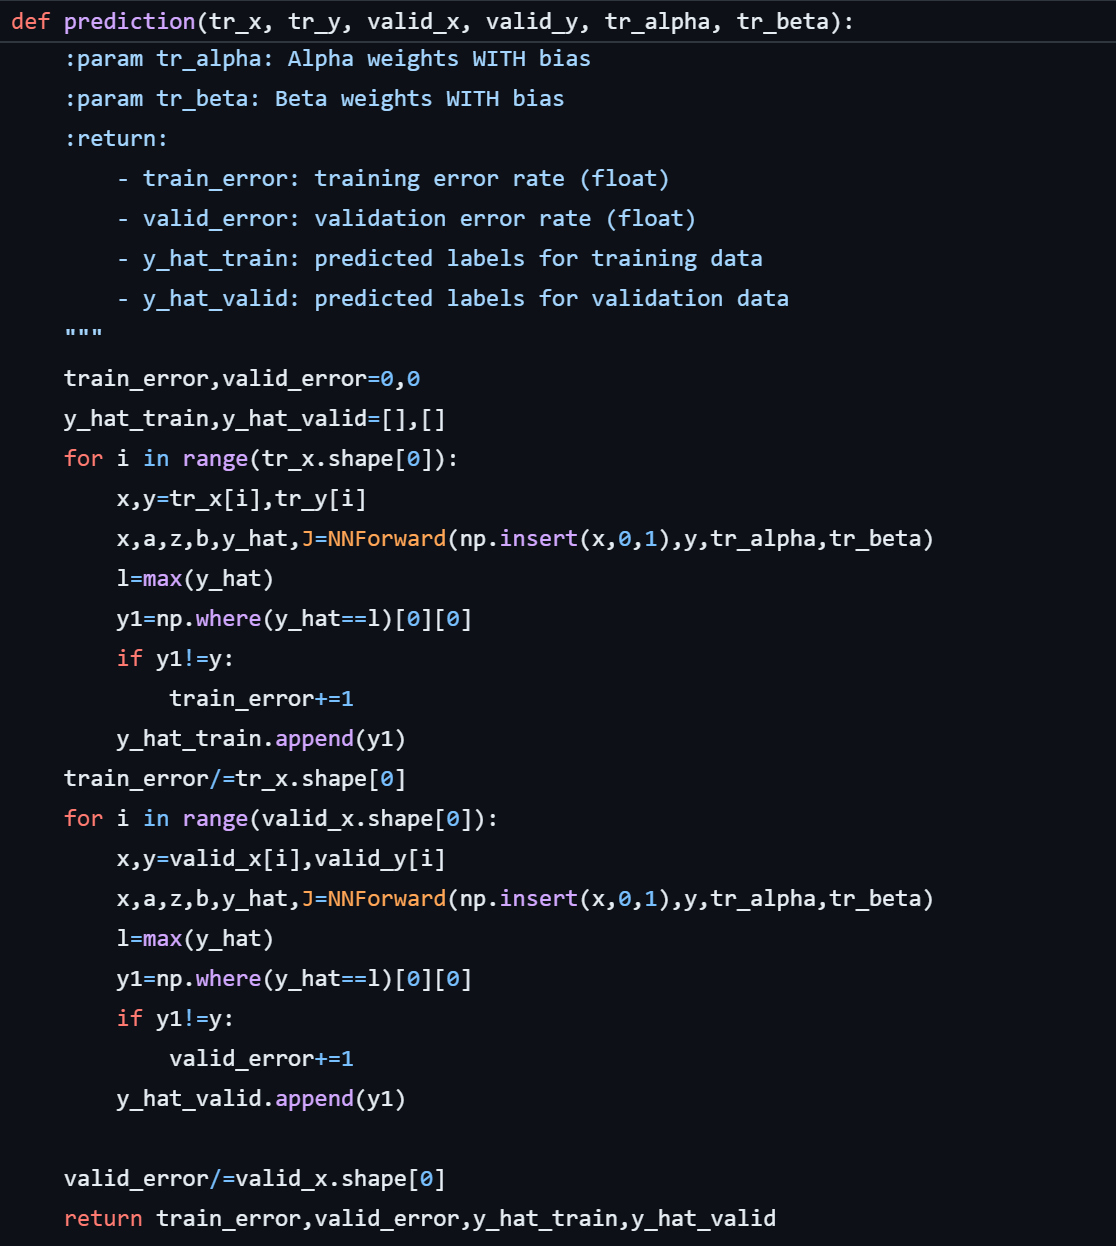 def prediction(tr_x, tr_y, valid_x, valid_y, tr_alpha, tr_beta):
    :param tr_alpha: Alpha weights WITH bias
    :param tr_beta: Beta weights WITH bias
    :return:
        - train_error: training error rate (float)
        - valid_error: validation error rate (float)
        - y_hat_train: predicted labels for training data
        - y_hat_valid: predicted labels for validation data
    """
    train_error,valid_error=0,0
    y_hat_train,y_hat_valid=[],[]
    for i in range(tr_x.shape[0]):
        x,y=tr_x[i],tr_y[i]
        x,a,z,b,y_hat,J=NNForward(np.insert(x,0,1),y,tr_alpha,tr_beta)
        l=max(y_hat)
        y1=np.where(y_hat==l)[0][0]
        if y1!=y:
            train_error+=1
        y_hat_train.append(y1)
    train_error/=tr_x.shape[0]
    for i in range(valid_x.shape[0]):
        x,y=valid_x[i],valid_y[i]
        x,a,z,b,y_hat,J=NNForward(np.insert(x,0,1),y,tr_alpha,tr_beta)
        l=max(y_hat)
        y1=np.where(y_hat==l)[0][0]
        if y1!=y:
            valid_error+=1
        y_hat_valid.append(y1)

    valid_error/=valid_x.shape[0]
    return train_error,valid_error,y_hat_train,y_hat_valid